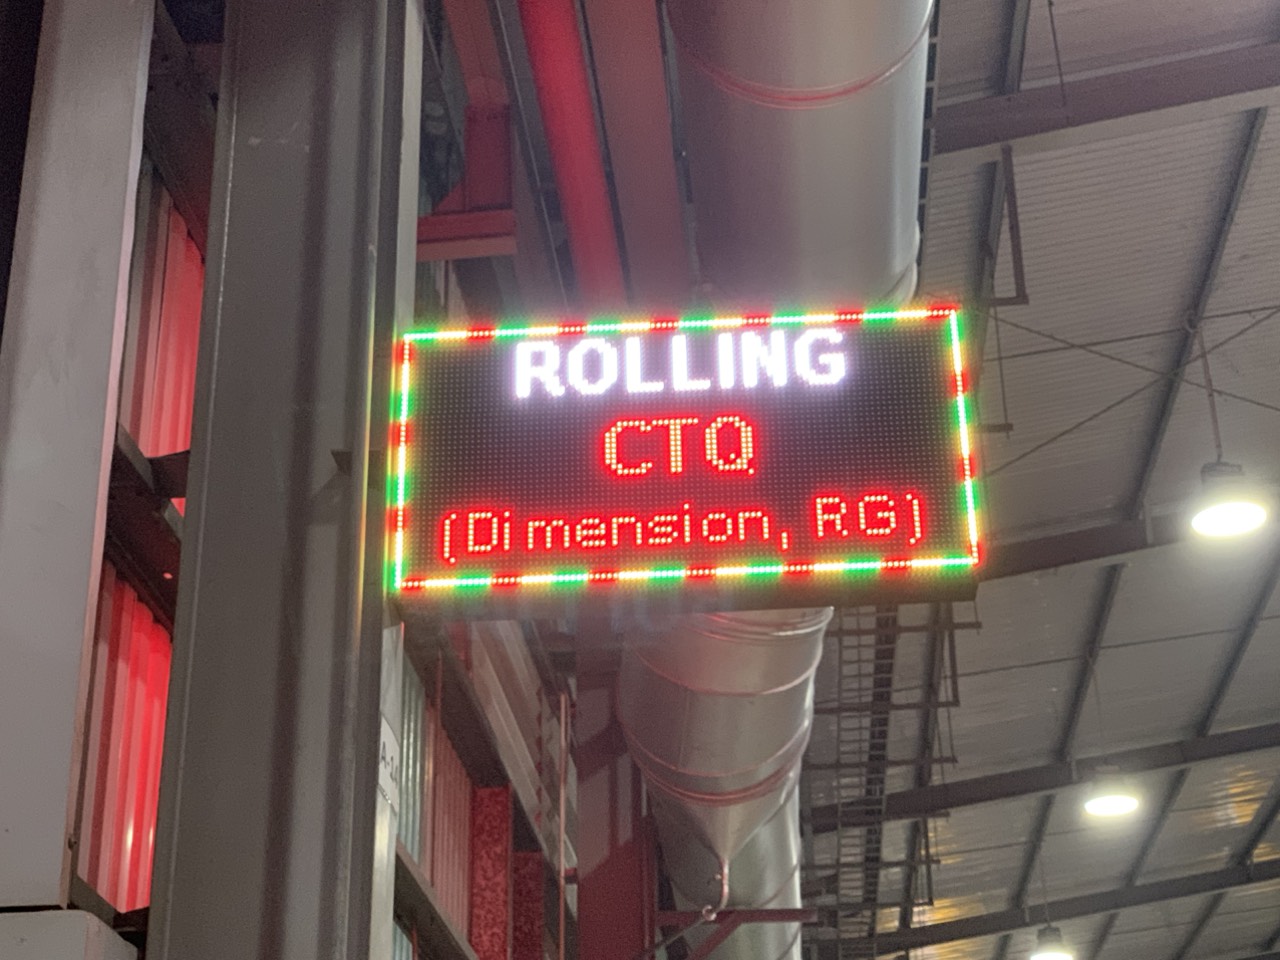 ROLLING
CTQ
(Dimension, RG)